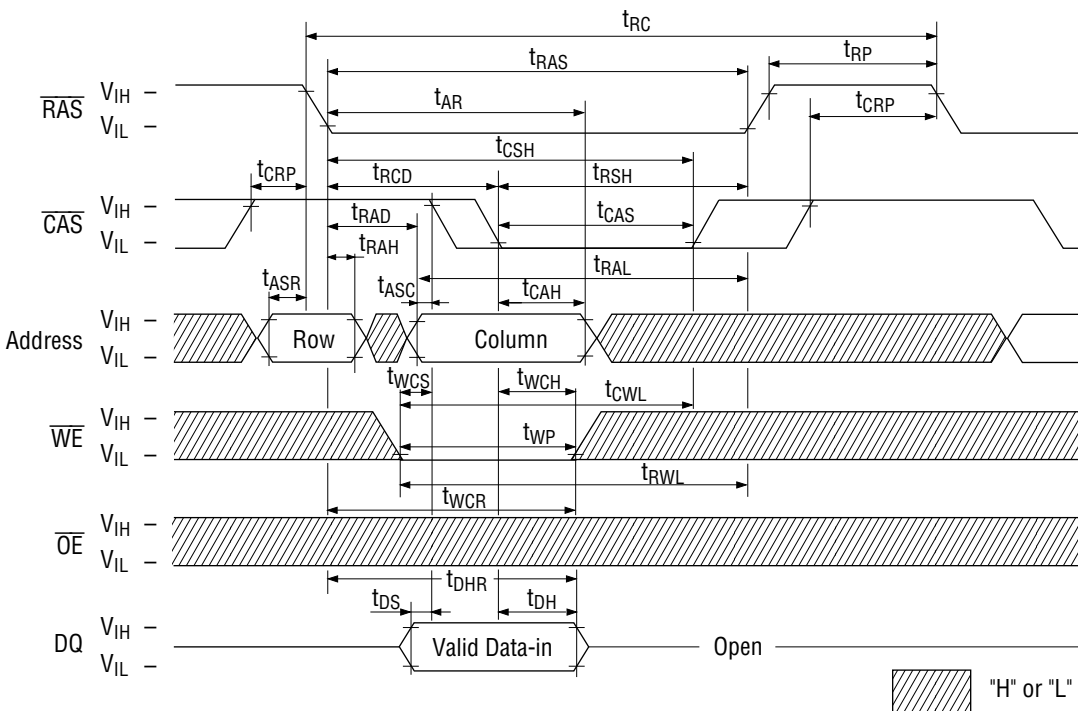 tRC
tRAS tRP
RAS VIH –
VIL –
tAR tCRP
tCSH
tCRP tRCD tRSH
CAS VIH –
VIL –
tRAD tCAS
tRAH
tRAL
tASR tASC tCAH
Address VIH –
VIL –
Row Column
tWCS tWCH
tCWL
WE VIH –
VIL –
tWP
tRWL
tWCR
OE VIH –
VIL –
tDHR
tDS tDH
DQ VIH –
VIL –
Valid Data-in Open
"H" or "L"